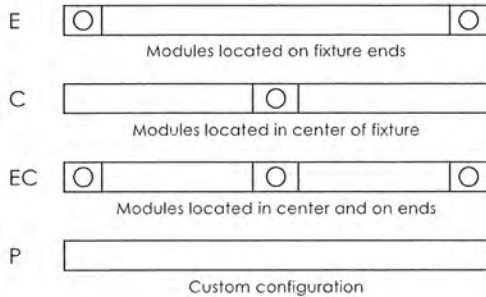 E
Modules located on fixture ends
C
Modules located in center of fixture
EC
Modules located in center and on ends
P
Custom configuration